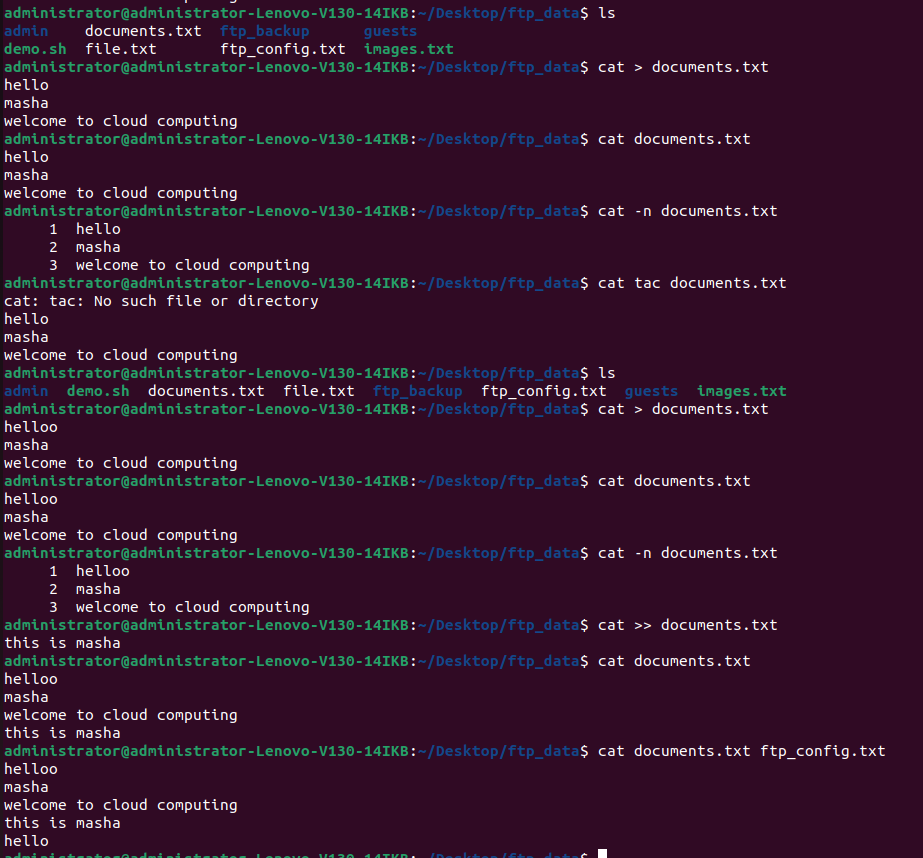 administrator@administrator-Lenovo-V130-14IKB:~/Desktop/ftp_data$ ls
admin    documents.txt  ftp_backup      guests
demo.sh  file.txt       ftp_config.txt  images.txt
administrator@administrator-Lenovo-V130-14IKB:~/Desktop/ftp_data$ cat > documents.txt
hello
masha
welcome to cloud computing
administrator@administrator-Lenovo-V130-14IKB:~/Desktop/ftp_data$ cat documents.txt
hello
masha
welcome to cloud computing
administrator@administrator-Lenovo-V130-14IKB:~/Desktop/ftp_data$ cat -n documents.txt
     1  hello
     2  masha
     3  welcome to cloud computing
administrator@administrator-Lenovo-V130-14IKB:~/Desktop/ftp_data$ cat tac documents.txt
cat: tac: No such file or directory
hello
masha
welcome to cloud computing
administrator@administrator-Lenovo-V130-14IKB:~/Desktop/ftp_data$ ls
admin  demo.sh  documents.txt  file.txt  ftp_backup  ftp_config.txt  guests  images.txt
administrator@administrator-Lenovo-V130-14IKB:~/Desktop/ftp_data$ cat > documents.txt
helloo
masha
welcome to cloud computing
administrator@administrator-Lenovo-V130-14IKB:~/Desktop/ftp_data$ cat documents.txt
helloo
masha
welcome to cloud computing
administrator@administrator-Lenovo-V130-14IKB:~/Desktop/ftp_data$ cat -n documents.txt
     1  helloo
     2  masha
     3  welcome to cloud computing
administrator@administrator-Lenovo-V130-14IKB:~/Desktop/ftp_data$ cat >> documents.txt
this is masha
administrator@administrator-Lenovo-V130-14IKB:~/Desktop/ftp_data$ cat documents.txt
helloo
masha
welcome to cloud computing
this is masha
administrator@administrator-Lenovo-V130-14IKB:~/Desktop/ftp_data$ cat documents.txt ftp_config.txt
helloo
masha
welcome to cloud computing
this is masha
hello
administrator@administrator-Lenovo-V130-14IKB:~/Desktop/ftp_data$